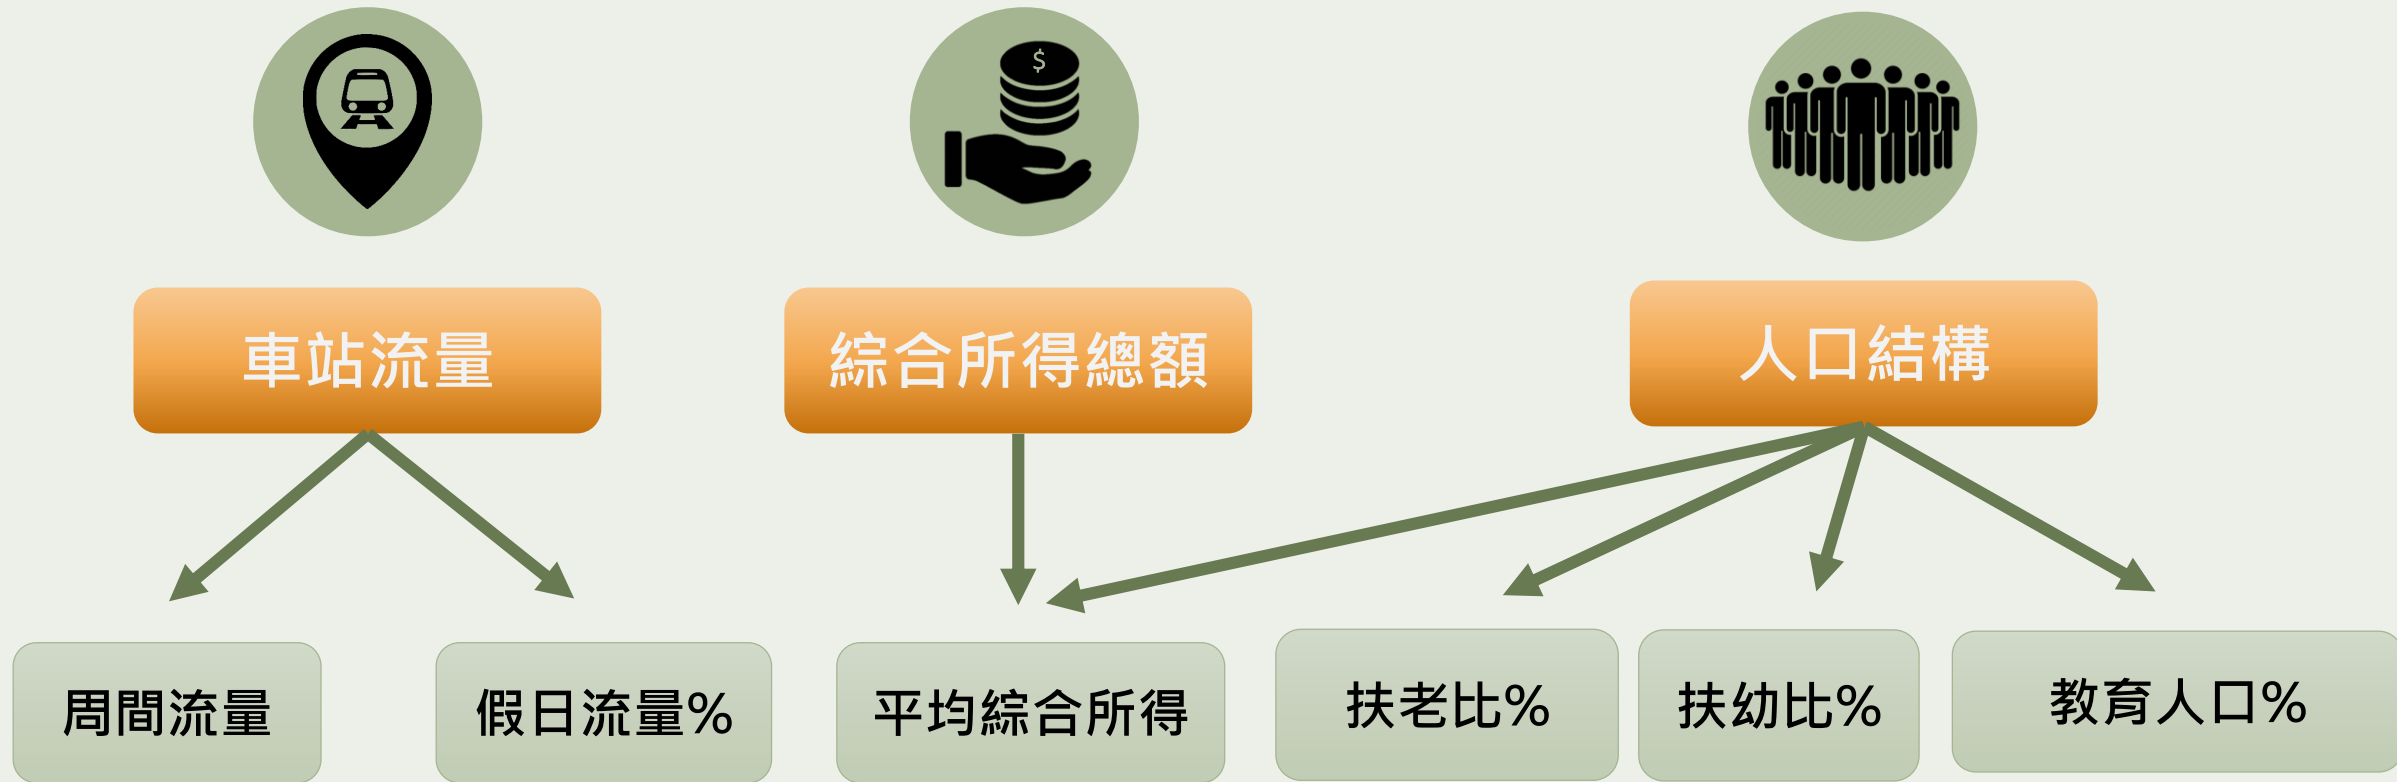 $
車站流量
綜合所得總額
人口結構
周間流量
假日流量%
平均綜合所得
扶老比%
扶幼比%
教育人口%